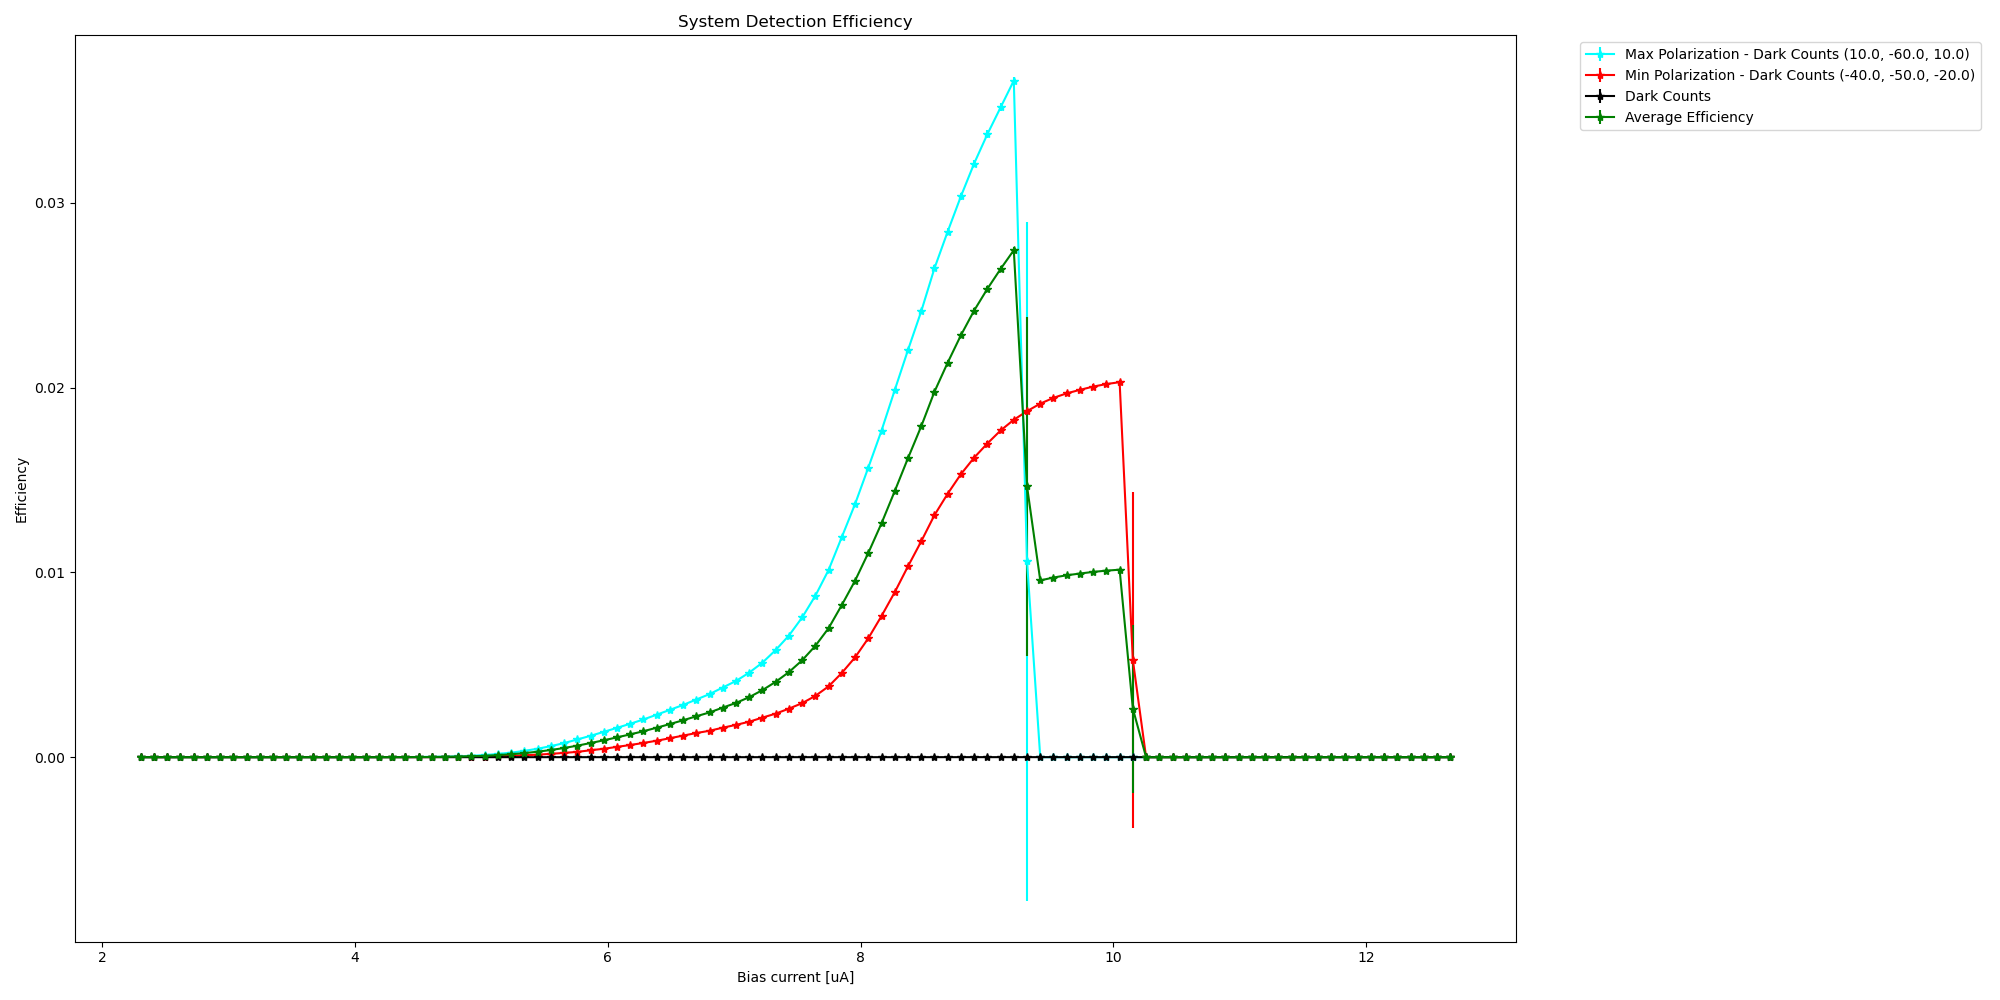 System Detection Efficiency
Max Polarization - Dark Counts (10.0, -60.0, 10.0)
Min Polarization - Dark Counts (-40.0, -50.0, -20.0)
Dark Counts
Average Efficiency
Efficiency
0.03
0.02
0.01
0.00
2 4 6 8 10 12
Bias current [uA]